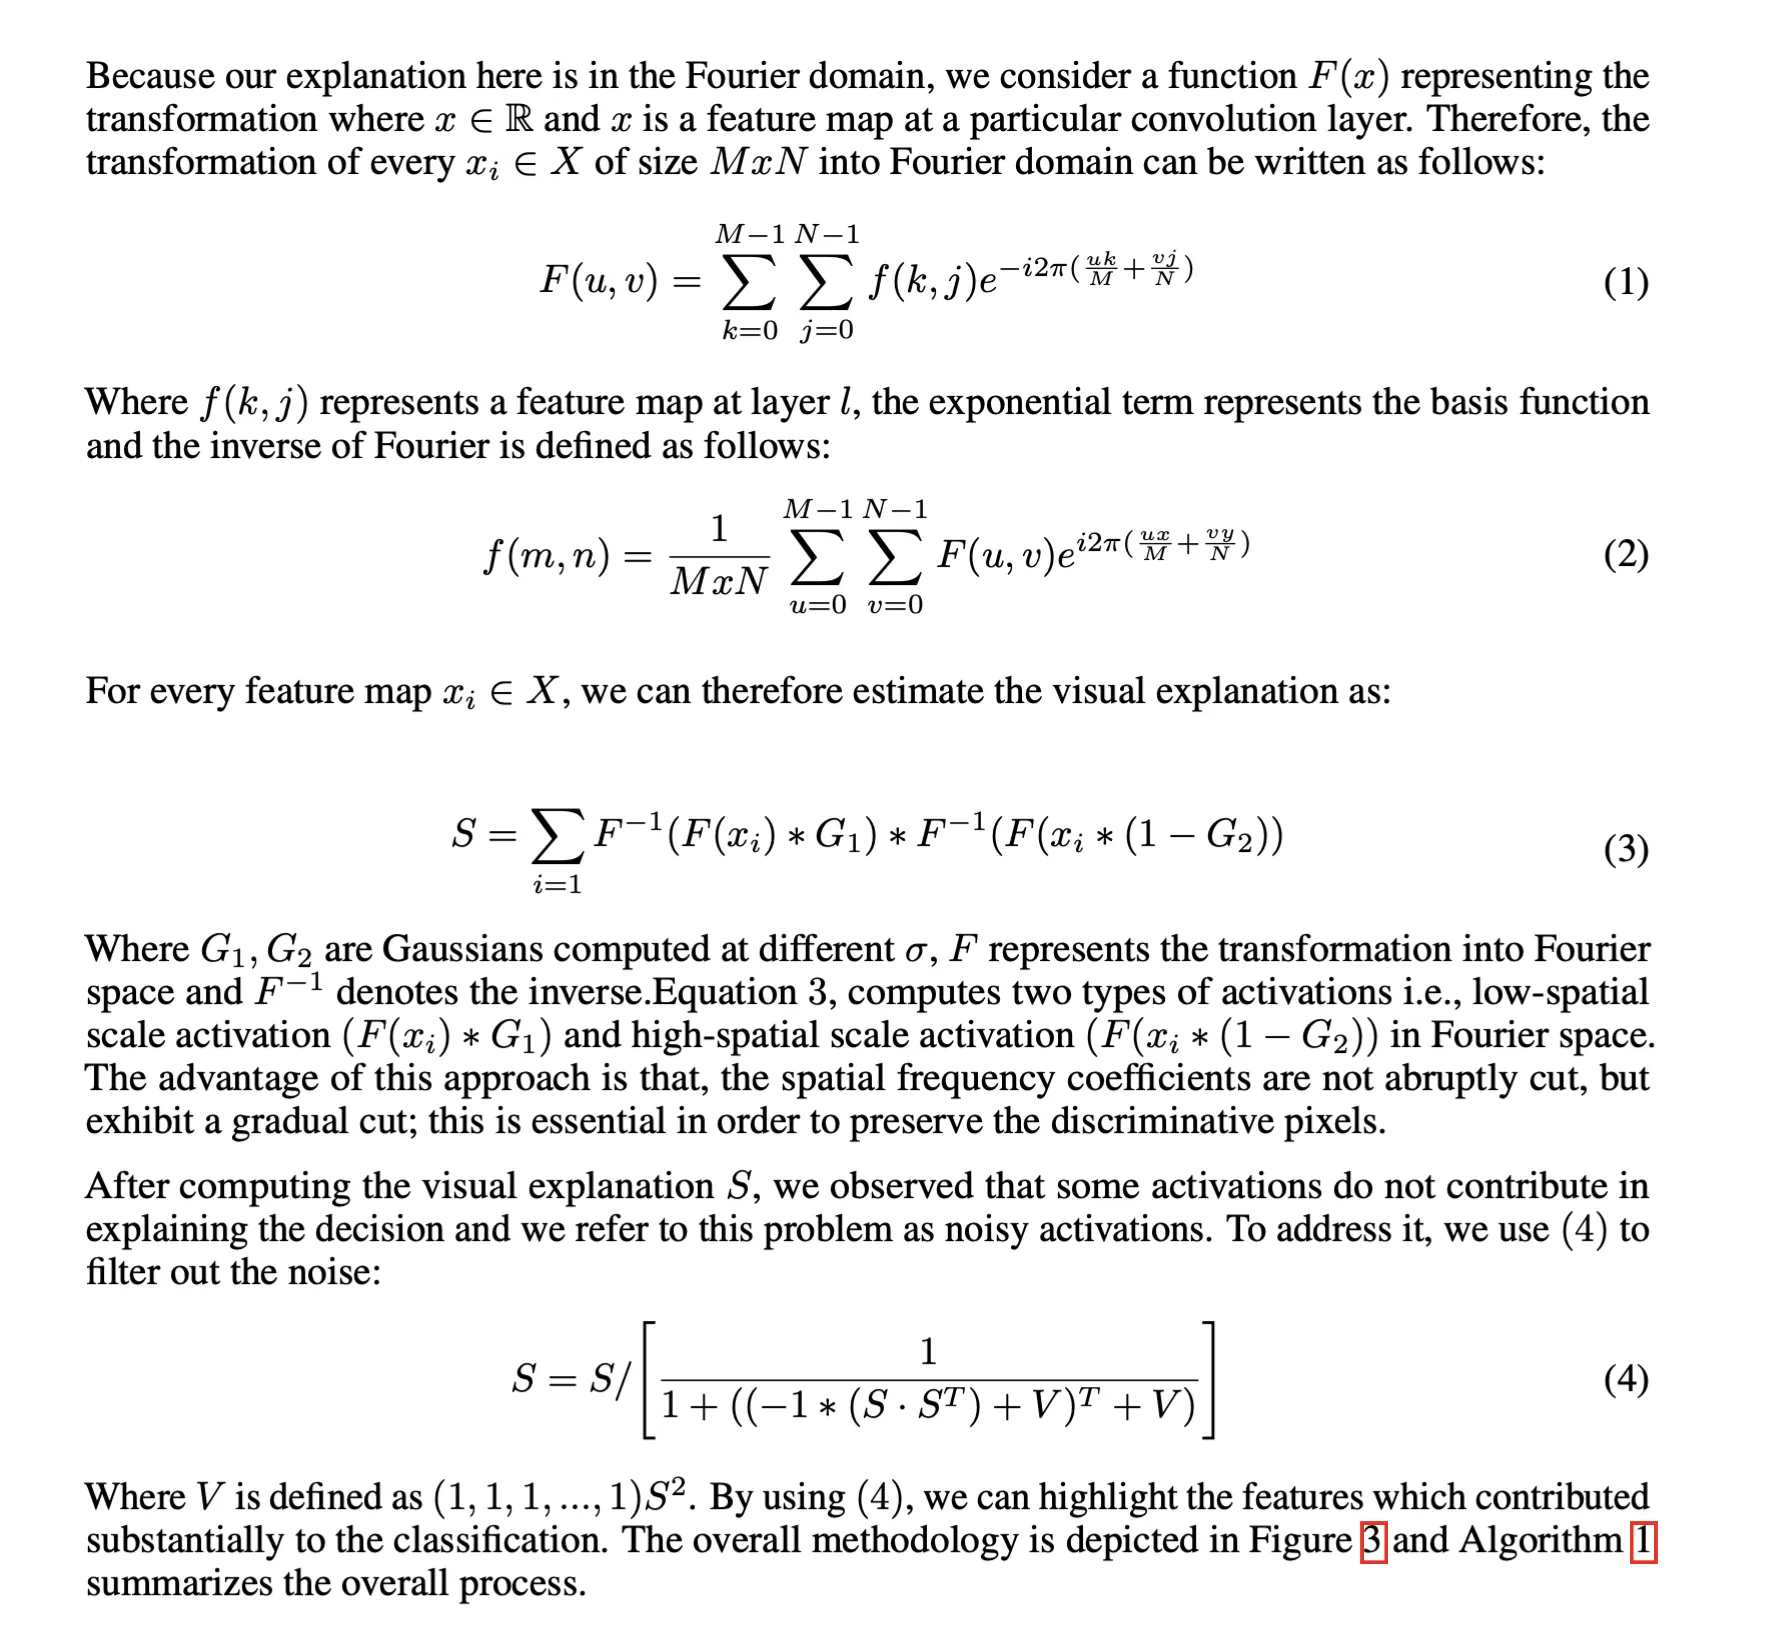 Because our explanation here is in the Fourier domain, we consider a function F(x) representing the
transformation where x ∈ ℝ and x is a feature map at a particular convolution layer. Therefore, the
transformation of every x_i ∈ X of size MxN into Fourier domain can be written as follows:
F(u, v) = \sum_{k=0}^{M-1} \sum_{j=0}^{N-1} f(k, j)e^{-i2\pi(\frac{uk}{M}+\frac{vj}{N})} (1)
Where f(k, j) represents a feature map at layer l, the exponential term represents the basis function
and the inverse of Fourier is defined as follows:
f(m, n) = \frac{1}{MxN} \sum_{u=0}^{M-1} \sum_{v=0}^{N-1} F(u, v)e^{i2\pi(\frac{ux}{M}+\frac{vy}{N})} (2)
For every feature map x_i ∈ X, we can therefore estimate the visual explanation as:
S = \sum_{i=1} F^{-1}(F(x_i) * G_1) * F^{-1}(F(x_i * (1 - G_2)) (3)
Where G_1, G_2 are Gaussians computed at different σ, F represents the transformation into Fourier
space and F^{-1} denotes the inverse.Equation 3, computes two types of activations i.e., low-spatial
scale activation (F(x_i) * G_1) and high-spatial scale activation (F(x_i * (1 − G_2)) in Fourier space.
The advantage of this approach is that, the spatial frequency coefficients are not abruptly cut, but
exhibit a gradual cut; this is essential in order to preserve the discriminative pixels.
After computing the visual explanation S, we observed that some activations do not contribute in
explaining the decision and we refer to this problem as noisy activations. To address it, we use (4) to
filter out the noise:
S = S/\left[\frac{1}{1 + ((-1 * (S \cdot S^T) + V)^T + V)}\right] (4)
Where V is defined as (1, 1, 1, ..., 1)S^2. By using (4), we can highlight the features which contributed
substantially to the classification. The overall methodology is depicted in Figure 3 and Algorithm 1
summarizes the overall process.